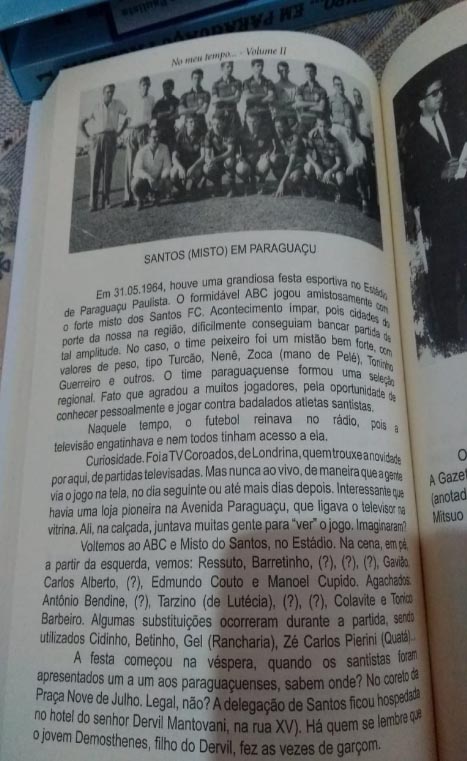 Paulista
No meu tempo... - Volume II
SANTOS (MISTO) EM PARAGUAÇU
Em 31.05.1964, houve uma grandiosa festa esportiva no Estádio
de Paraguaçu Paulista. O formidável ABC jogou amistosamente com
o forte misto dos Santos FC. Acontecimento ímpar, pois cidades do
porte da nossa na região, dificilmente conseguiam bancar partida de
tal amplitude. No caso, o time peixeiro foi um mistão bem forte, com
valores de peso, tipo Turcão, Nenê, Zoca (mano de Pelé), Toninho
Guerreiro e outros. O time paraguaçuense formou uma seleção
regional. Fato que agradou a muitos jogadores, pela oportunidade de
conhecer pessoalmente e jogar contra badalados atletas santistas.
Naquele tempo, o futebol reinava no rádio, pois a
televisão engatinhava e nem todos tinham acesso a ela.
Curiosidade. Foi a TV Coroados, de Londrina, quem trouxe a novidade
por aqui, de partidas televisadas. Mas nunca ao vivo, de maneira que a gente
via o jogo na tela, no dia seguinte ou até mais dias depois. Interessante que
havia uma loja pioneira na Avenida Paraguaçu, que ligava o televisor na
vitrina. Ali, na calçada, juntava muitas gente para "ver" o jogo. Imaginaram?
Voltemos ao ABC e Misto do Santos, no Estádio. Na cena, em pé,
a partir da esquerda, vemos: Ressuto, Barretinho, (?), (?), (?), Gavião,
Carlos Alberto, (?), Edmundo Couto e Manoel Cupido. Agachados:
Antônio Bendine, (?), Tarzino (de Lutécia), (?), (?), Colavite e Tonico
Barbeiro. Algumas substituições ocorreram durante a partida, sendo
utilizados Cidinho, Betinho, Gel (Rancharia), Zé Carlos Pierini (Quatá)...
A festa começou na véspera, quando os santistas foram
apresentados um a um aos paraguaçuenses, sabem onde? No coreto da
Praça Nove de Julho. Legal, não? A delegação de Santos ficou hospedada
no hotel do senhor Dervil Mantovani, na rua XV). Há quem se lembre que
o jovem Demosthenes, filho do Dervil, fez as vezes de garçom.
O
A Gazet
(anotad
Mitsuo